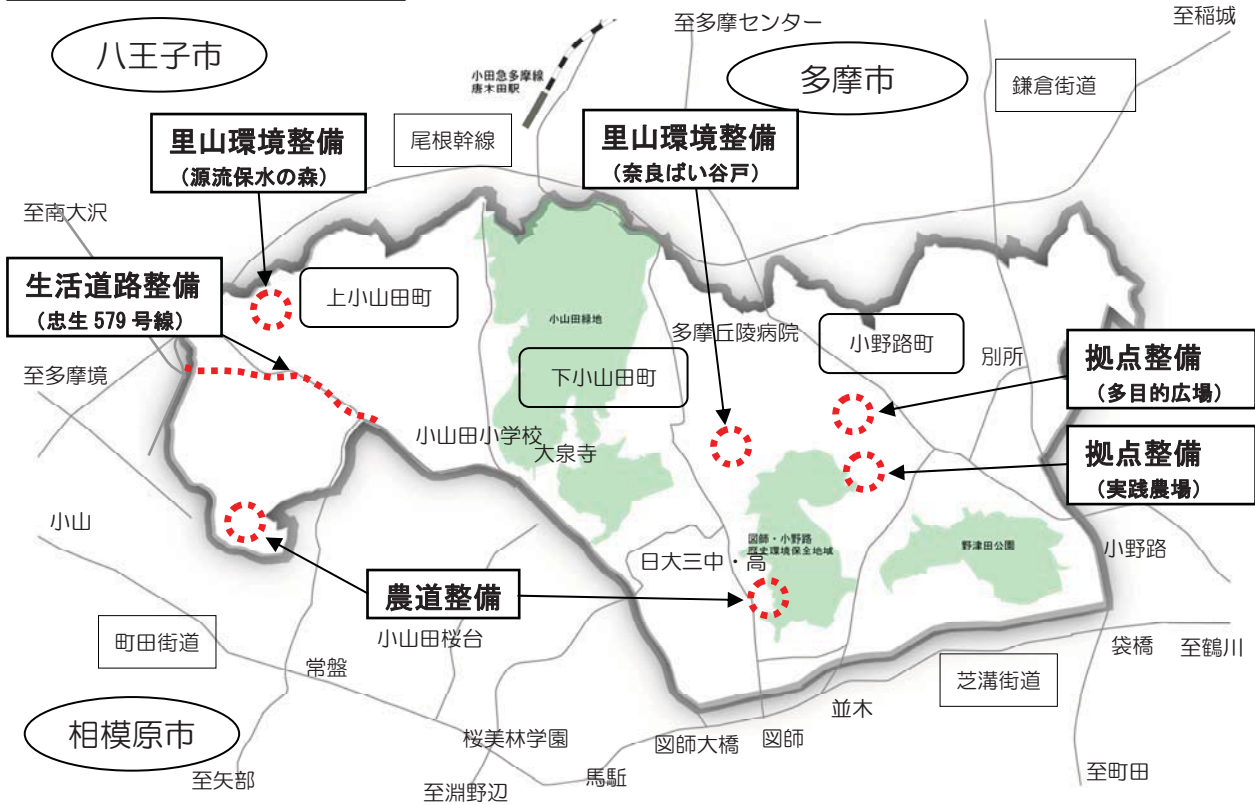 至多摩センター
至稲城
八王子市
小田急多摩線
唐木田駅
多摩市
鎌倉街道
里山環境整備
(源流保水の森)
尾根幹線
里山環境整備
(奈良ばい谷戸)
至南大沢
生活道路整備
(忠生 579 号線)
上小山田町
小山田緑地
多摩丘陵病院
小野路町
別所
拠点整備
(多目的広場)
至多摩境
下小山田町
小山田小学校
大泉寺
拠点整備
(実践農場)
小山
図師・小野路
歴史環境保全地域
野津田公園
小野路
日大三中・高
農道整備
町田街道
小山田桜台
常盤
袋橋
至鶴川
芝溝街道
並木
相模原市
桜美林学園
図師大橋
図師
至矢部
馬駈
至淵野辺
至町田